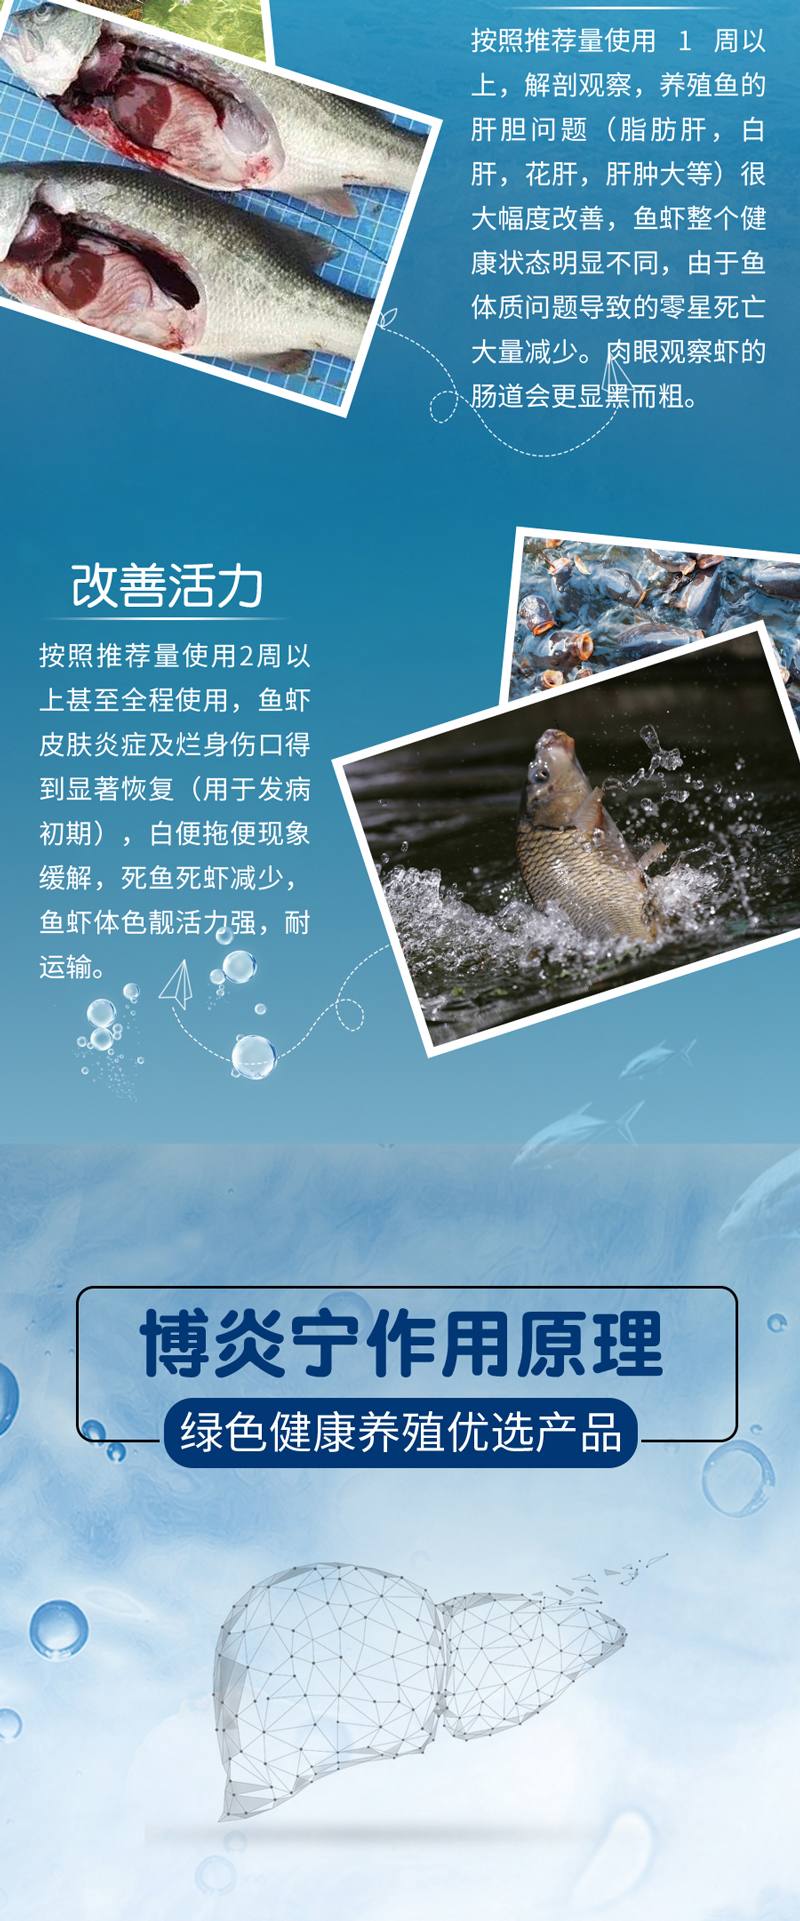 按照推荐量使用 1 周以
上，解剖观察，养殖鱼的
肝胆问题（脂肪肝，白
肝，花肝，肝肿大等）很
大幅度改善，鱼虾整个健
康状态明显不同，由于鱼
体质问题导致的零星死亡
大量减少。肉眼观察虾的
肠道会更显黑而粗。
改善活力
按照推荐量使用2周以
上甚至全程使用，鱼虾
皮肤炎症及烂身伤口得
到显著恢复（用于发病
初期），白便拖便现象
缓解，死鱼死虾减少，
鱼虾体色靓活力强，耐
运输。
博炎宁作用原理
绿色健康养殖优选产品